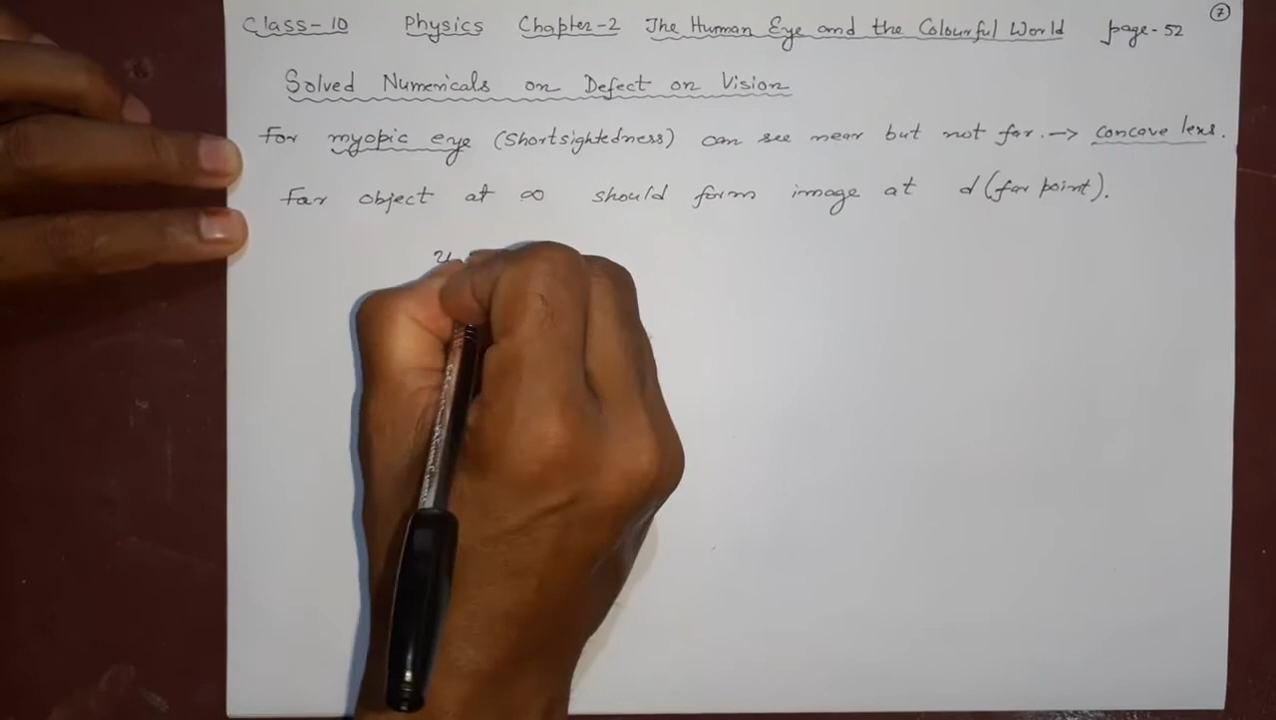 Class-10 Physics Chapter-2 The Human Eye and the Colourful World page-52 7
Solved Numericals on Defect on Vision
For myopic eye (shortsightedness) can see near but not far. → concave lens.
Far object at ∞ should form image at d (far point).
u